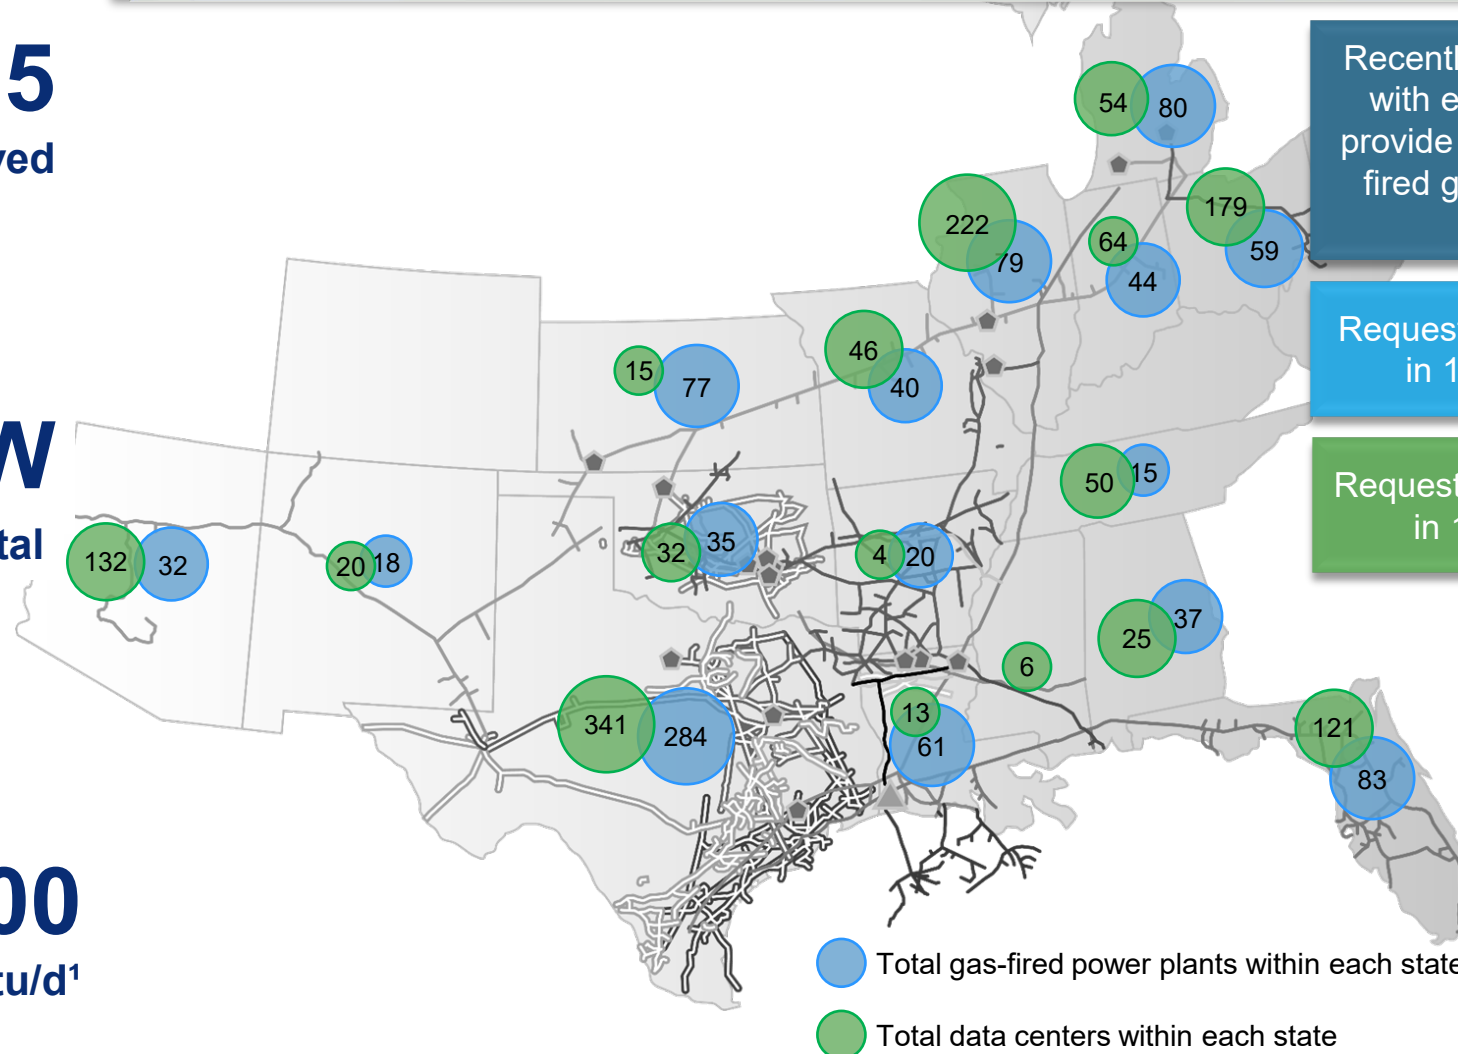 5
ved
W
tal
00
tu/d¹
54
80
222
79
64
44
179
59
46
40
15
77
50
15
132
32
20
18
32
35
4
20
25
37
6
341
284
13
61
121
83
Recentl
with e
provide
fired g
Request
in 1
Request
in 1
Total gas-fired power plants within each state
Total data centers within each state